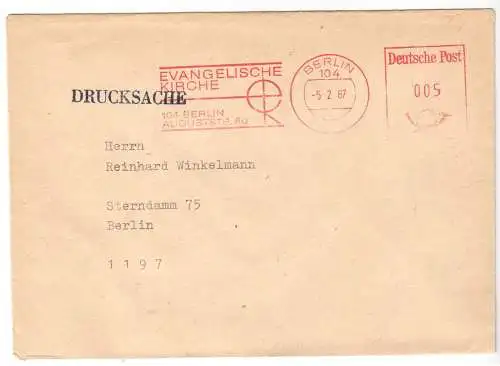 EVANGELISCHE
KIRCHE
104 BERLIN
AUGUSTSTR. 80
BERLIN
104
-5. 2. 87
Deutsche Post
005
DRUCKSACHE
Herrn
Reinhard Winkelmann
Sterndamm 75
Berlin
1197